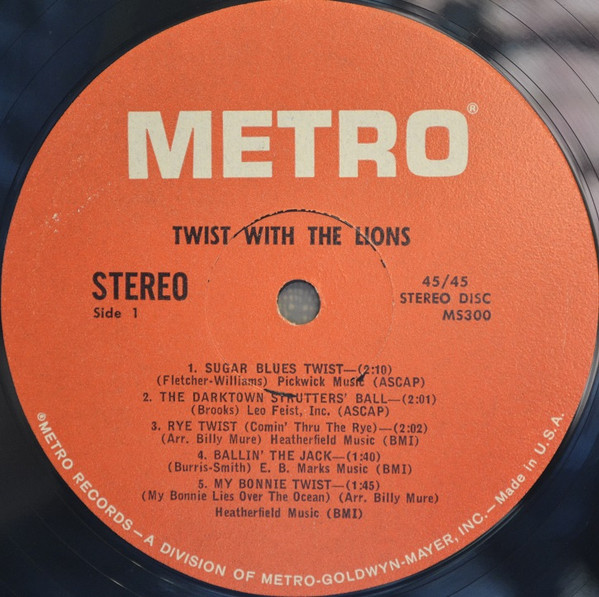 METRO®
TWIST WITH THE LIONS
STEREO
Side 1
45/45
STEREO DISC
MS300
1. SUGAR BLUES TWIST—(2:10)
(Fletcher-Williams) Pickwick Music (ASCAP)
2. THE DARKTOWN STRUTTERS' BALL—(2:01)
(Brooks) Leo Feist, Inc. (ASCAP)
3. RYE TWIST (Comin' Thru The Rye)—(2:02)
(Arr. Billy Mure) Heatherfield Music (BMI)
4. BALLIN' THE JACK—(1:40)
(Burris-Smith) E. B. Marks Music (BMI)
5. MY BONNIE TWIST—(1:45)
(My Bonnie Lies Over The Ocean) (Arr. Billy Mure)
Heatherfield Music (BMI)
®METRO RECORDS—A DIVISION OF METRO-GOLDWYN-MAYER, INC.—Made in U.S.A.